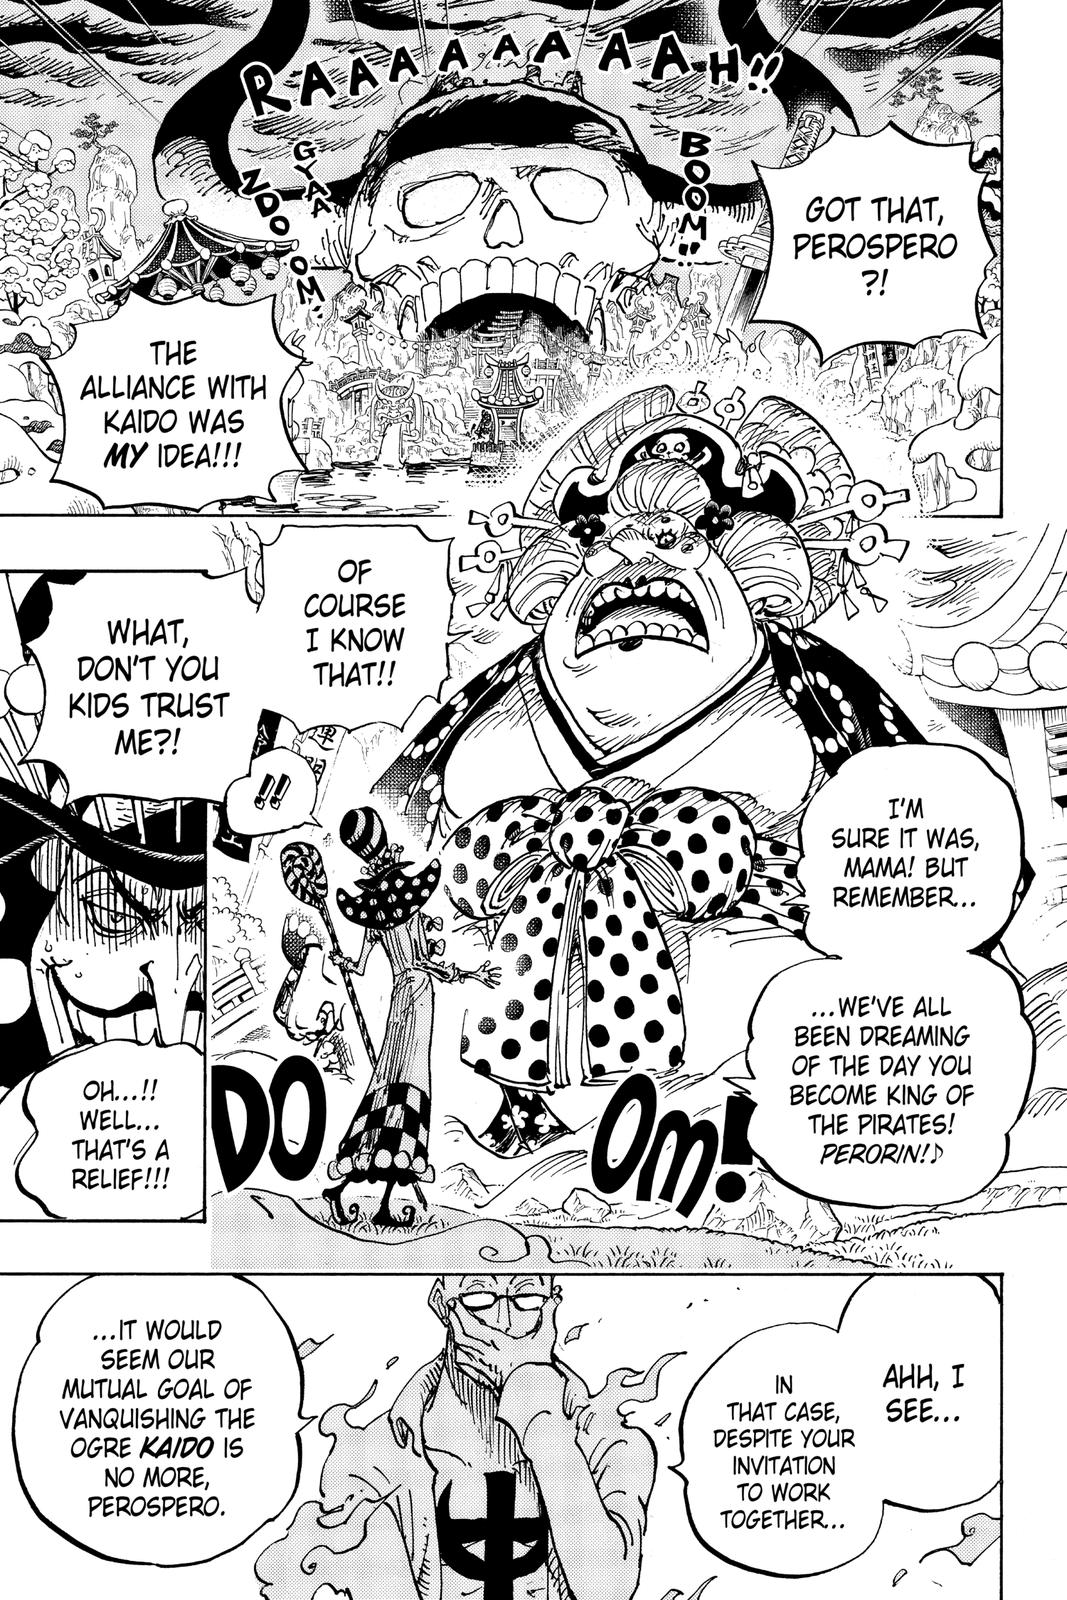 RAAAAAAAAH!!
GYAA
ZDO
OM!
BOOM!!
GOT THAT,
PEROSPERO
?!
THE
ALLIANCE WITH
KAIDO WAS
MY IDEA!!!
OF
COURSE
I KNOW
THAT!!
WHAT,
DON'T YOU
KIDS TRUST
ME?!
!!
I'M
SURE IT WAS,
MAMA! BUT
REMEMBER...
...WE'VE ALL
BEEN DREAMING
OF THE DAY YOU
BECOME KING OF
THE PIRATES!
PERORIN!♪
OH...!!
WELL...
THAT'S A
RELIEF!!!
DO
OM!
AHH, I
SEE...
IN
THAT CASE,
DESPITE YOUR
INVITATION
TO WORK
TOGETHER...
...IT WOULD
SEEM OUR
MUTUAL GOAL OF
VANQUISHING THE
OGRE KAIDO IS
NO MORE,
PEROSPERO.